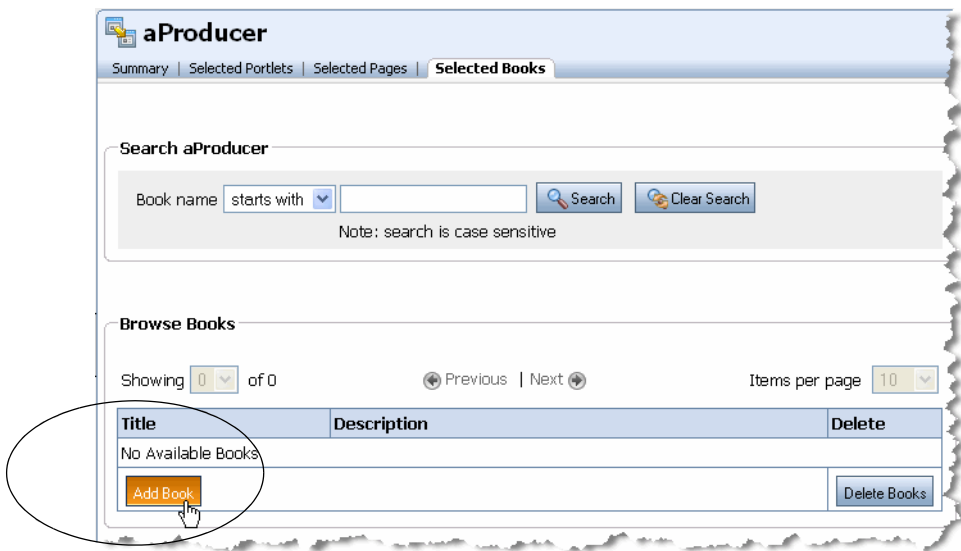 aProducer
Summary | Selected Portlets | Selected Pages | Selected Books
Search aProducer
Book name starts with Search Clear Search
Note: search is case sensitive
Browse Books
Showing 0 of 0 Previous | Next Items per page 10
Title Description Delete
No Available Books
Add Book Delete Books